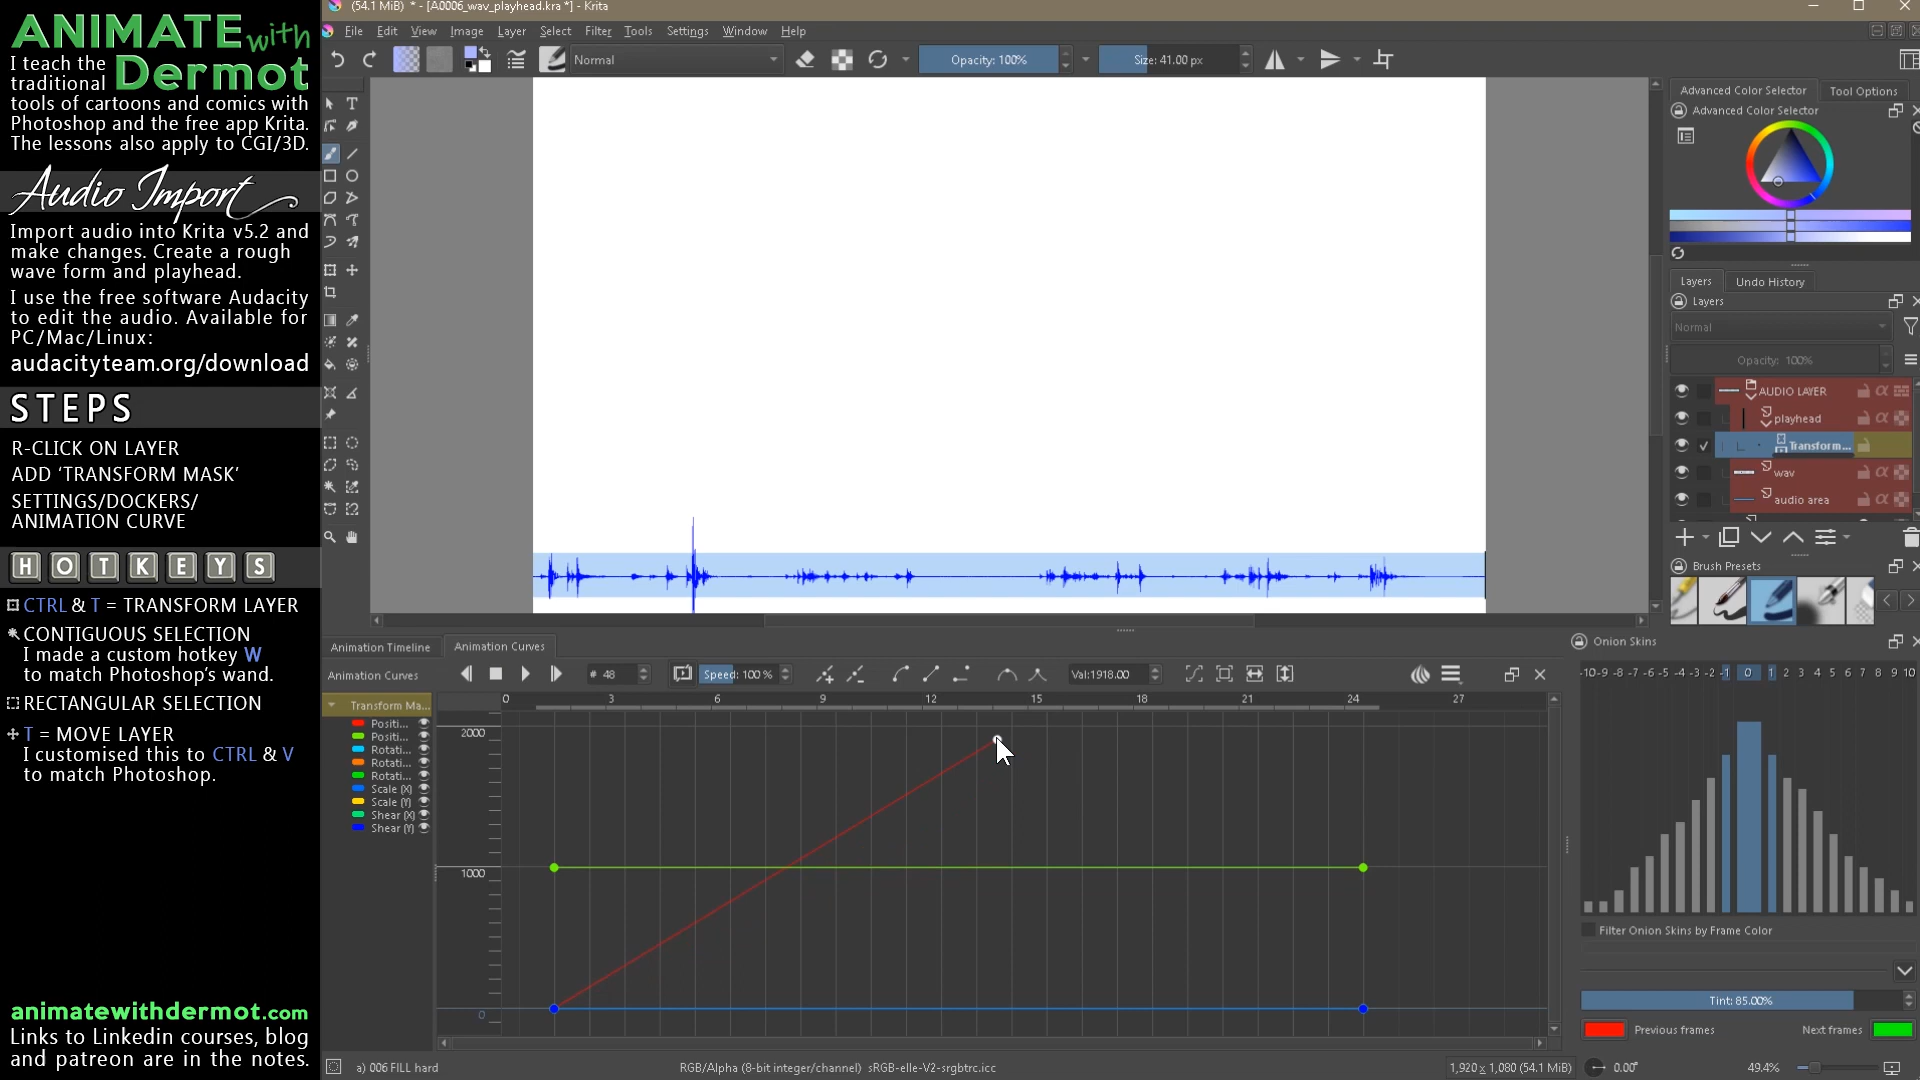 ANIMATE with
Dermot
I teach the
traditional
tools of cartoons and comics with
Photoshop and the free app Krita.
The lessons also apply to CGI/3D.
Audio Import
Import audio into Krita v5.2 and
make changes. Create a rough
wave form and playhead.
I use the free software Audacity
to edit the audio. Available for
PC/Mac/Linux:
audacityteam.org/download
STEPS
R-CLICK ON LAYER
ADD ‘TRANSFORM MASK’
SETTINGS/DOCKERS/
ANIMATION CURVE
HOTKEYS
CTRL & T = TRANSFORM LAYER
CONTIGUOUS SELECTION
I made a custom hotkey W
to match Photoshop's wand.
RECTANGULAR SELECTION
T = MOVE LAYER
I customised this to CTRL & V
to match Photoshop.
animatewithdermot.com
Links to Linkedin courses, blog
and patreon are in the notes.
(54.1 MiB) * - [A0006_wav_playhead.kra *] - Krita
File Edit View Image Layer Select Filter Tools Settings Window Help
Normal
Opacity: 100%
Size: 41.00 px
Advanced Color Selector Tool Options
Advanced Color Selector
Layers Undo History
Layers
Normal
Opacity: 100%
AUDIO LAYER
playhead
Transform...
wav
audio area
Brush Presets
Animation Timeline Animation Curves
Animation Curves
# 48
Speed: 100 %
Val:1918.00
0 3 6 9 12 15 18 21 24 27
Transform Ma...
Positi...
Positi...
Rotati...
Rotati...
Rotati...
Scale (X)
Scale (Y)
Shear (X)
Shear (Y)
2000
1000
0
Onion Skins
-10 -9 -8 -7 -6 -5 -4 -3 -2 -1 0 1 2 3 4 5 6 7 8 9 10
Filter Onion Skins by Frame Color
Tint: 85.00%
Previous frames Next frames
a) 006 FILL hard
RGB/Alpha (8-bit integer/channel) sRGB-elle-V2-srgbtrc.icc
1,920 x 1,080 (54.1 MiB)
0.00°
49.4%